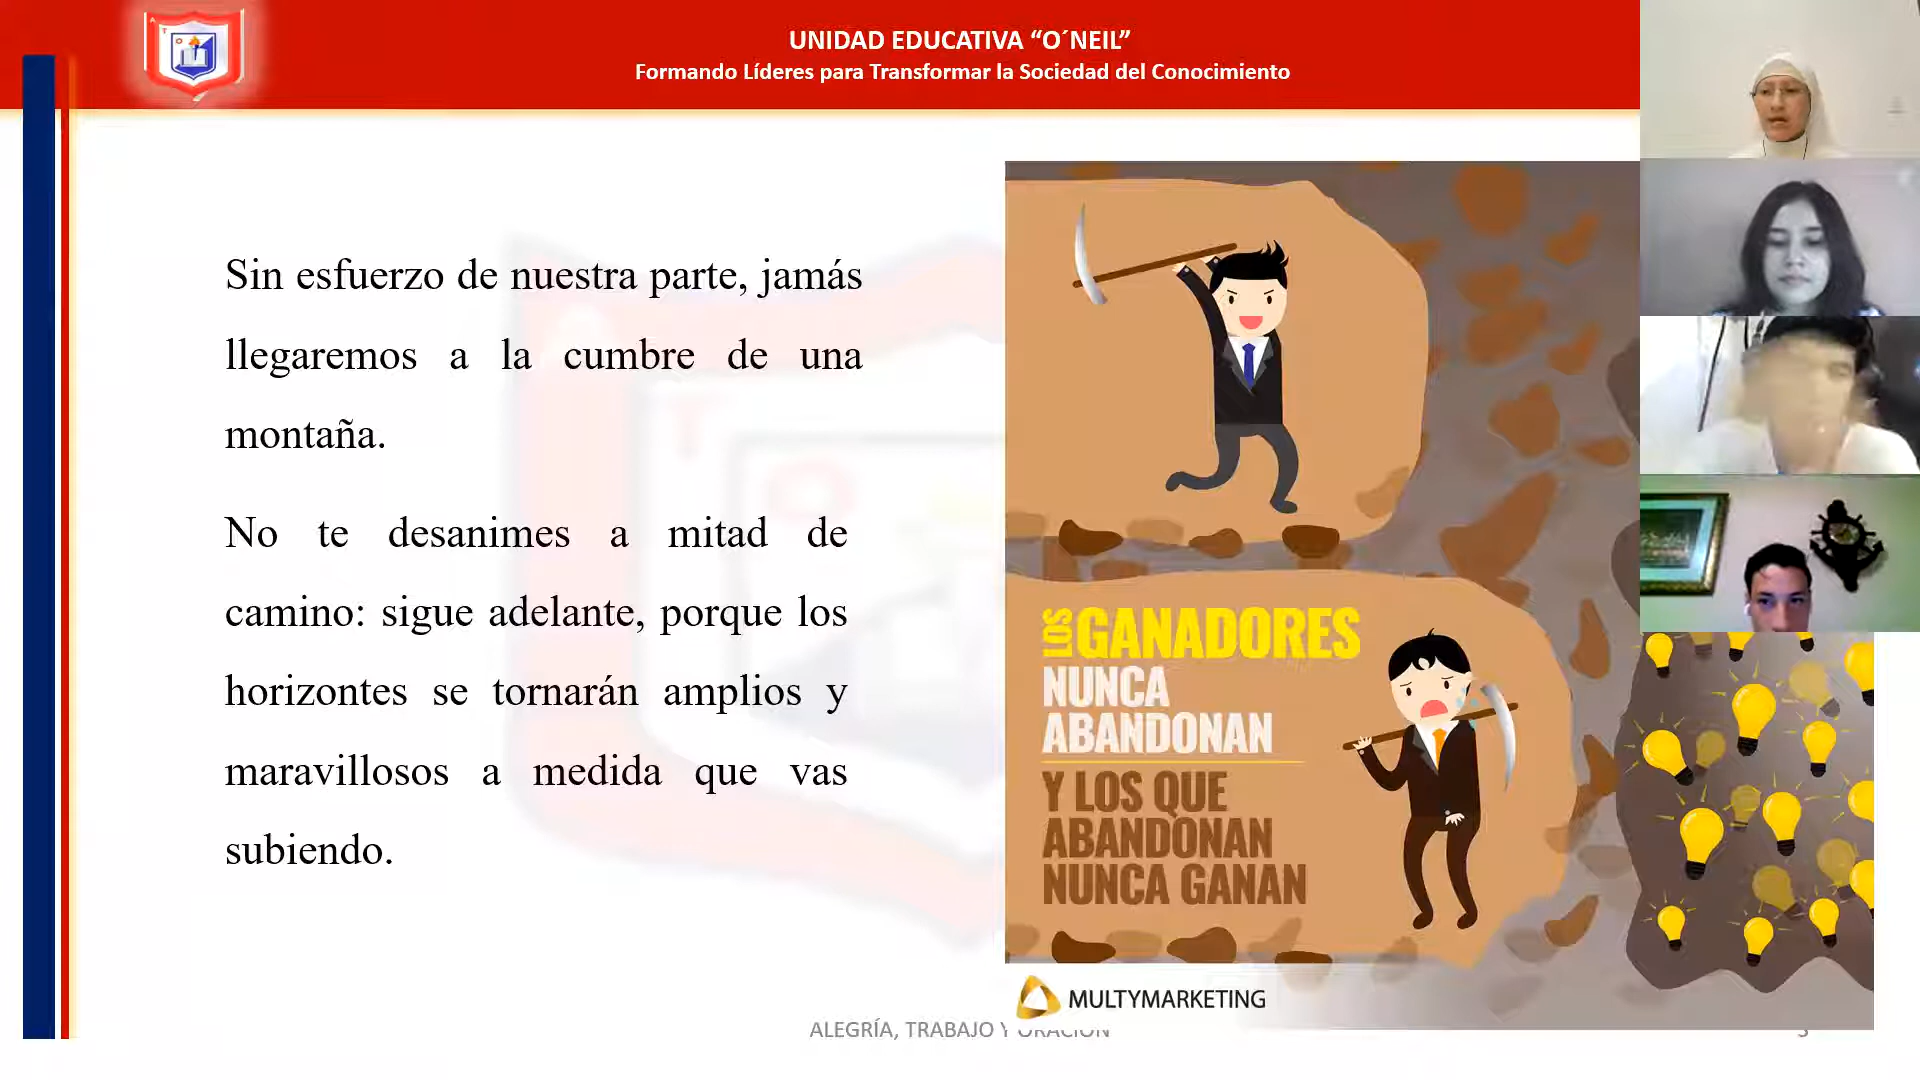 UNIDAD EDUCATIVA “O´NEIL”
Formando Líderes para Transformar la Sociedad del Conocimiento
Sin esfuerzo de nuestra parte, jamás
llegaremos a la cumbre de una
montaña.
No te desanimes a mitad de
camino: sigue adelante, porque los
horizontes se tornarán amplios y
maravillosos a medida que vas
subiendo.
LOS GANADORES
NUNCA
ABANDONAN
Y LOS QUE
ABANDONAN
NUNCA GANAN
MULTYMARKETING
ALEGRÍA, TRABAJO Y ORACIÓN
3